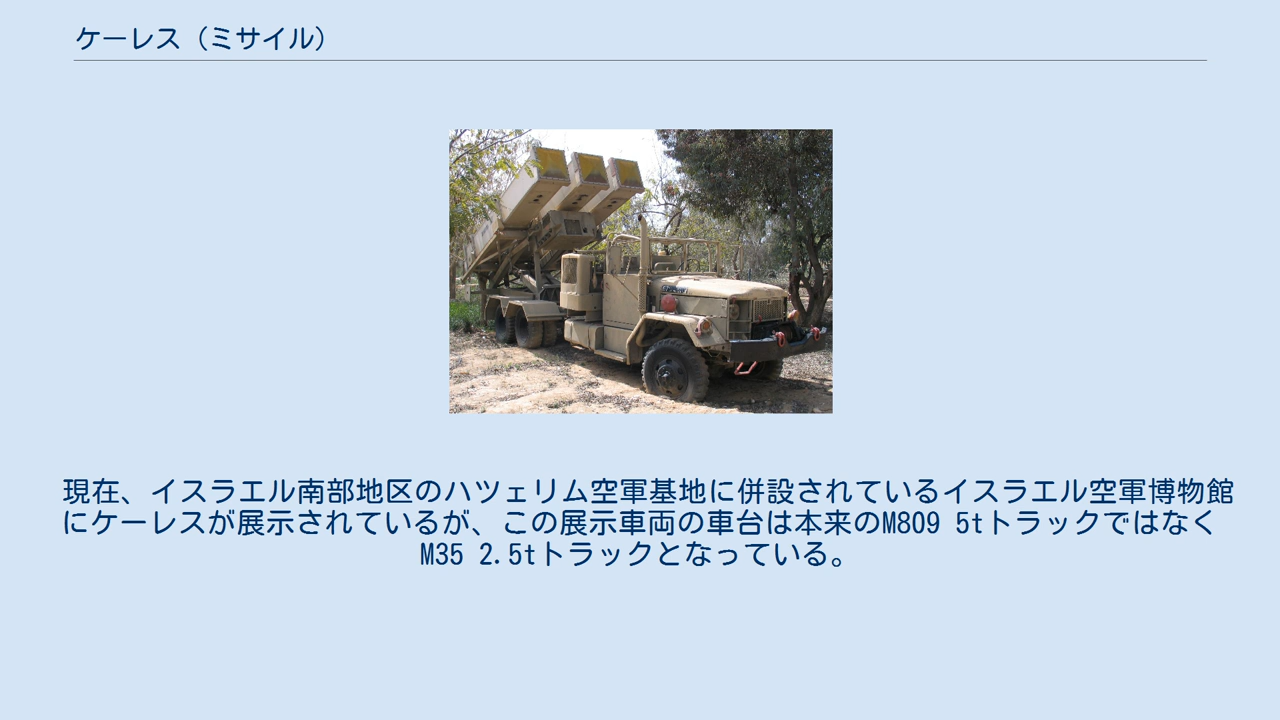 ケーレス（ミサイル）
現在、イスラエル南部地区のハツェリム空軍基地に併設されているイスラエル空軍博物館
にケーレスが展示されているが、この展示車両の車台は本来のM809 5tトラックではなく
M35 2.5tトラックとなっている。